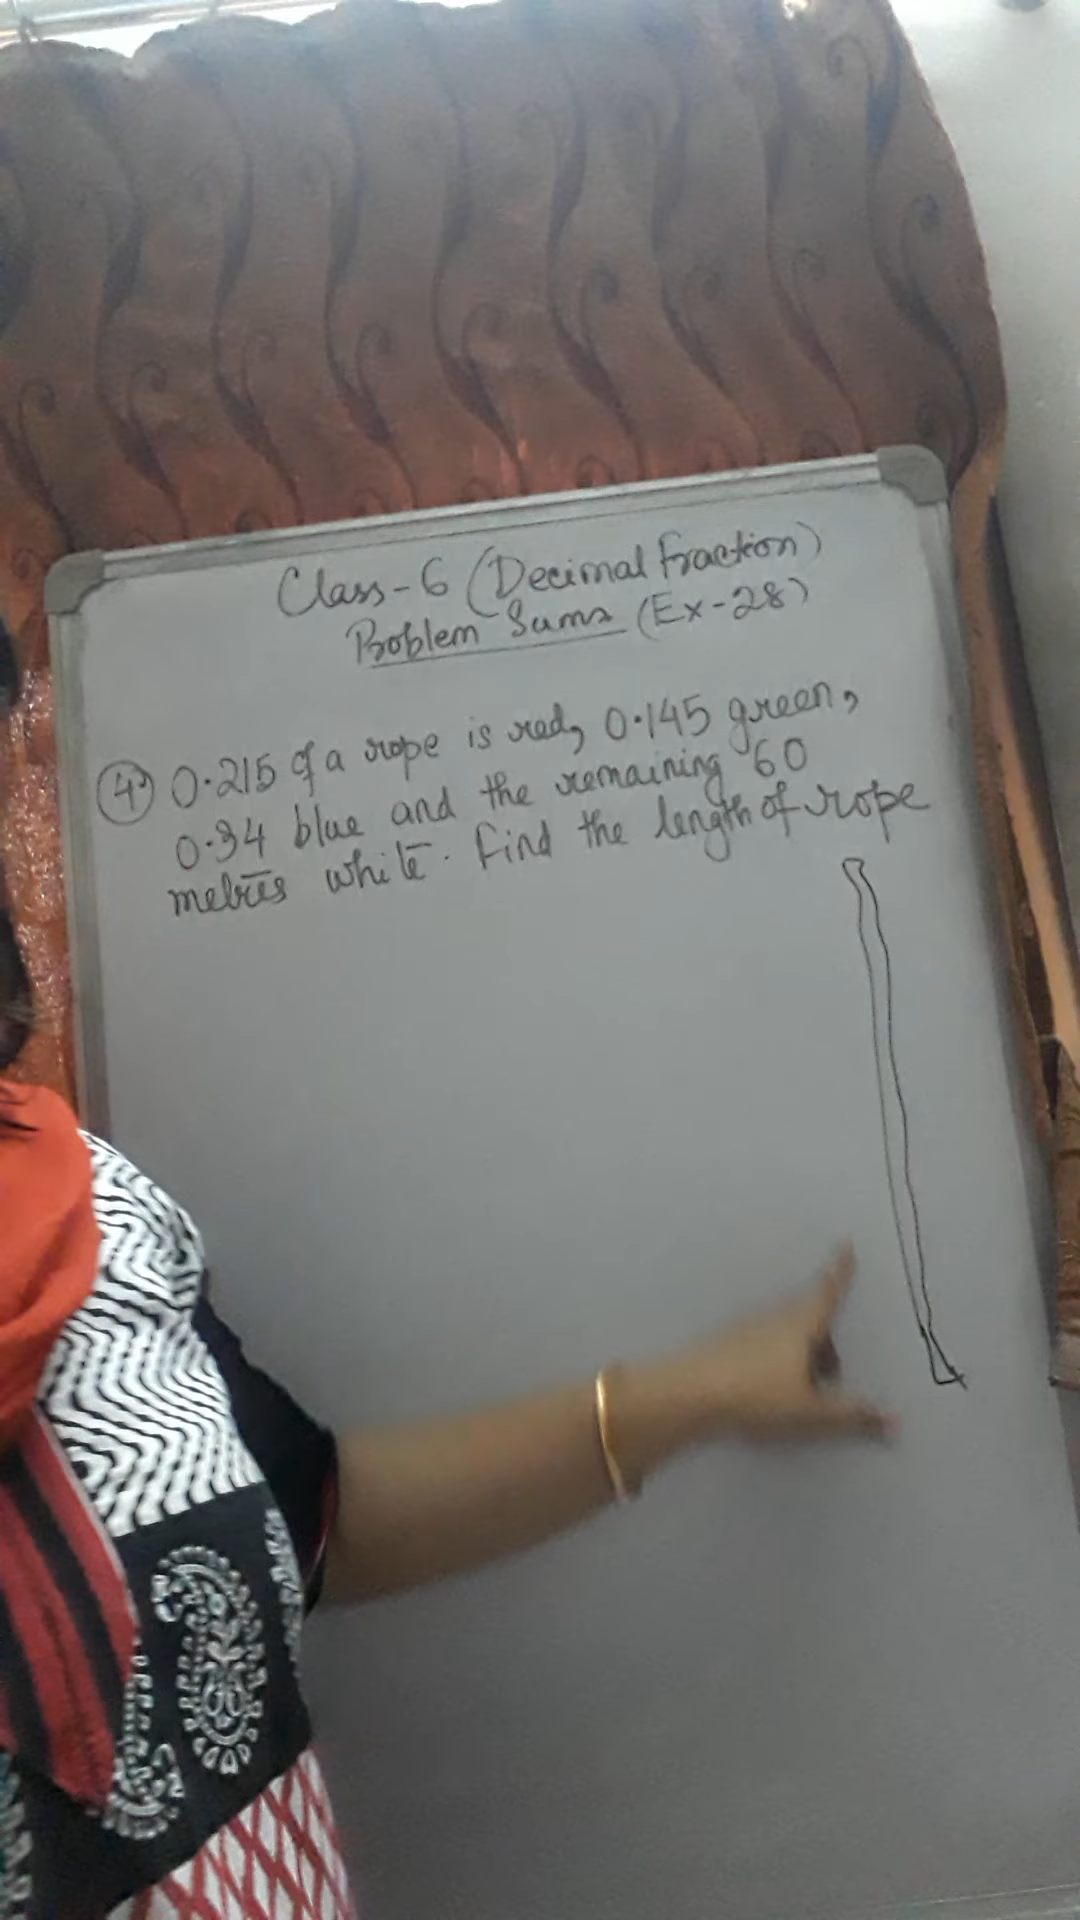 Class-6 (Decimal Fraction)
Problem Sums (Ex-28)
4) 0.215 of a rope is red, 0.145 green,
0.34 blue and the remaining 60
metres white. Find the length of rope